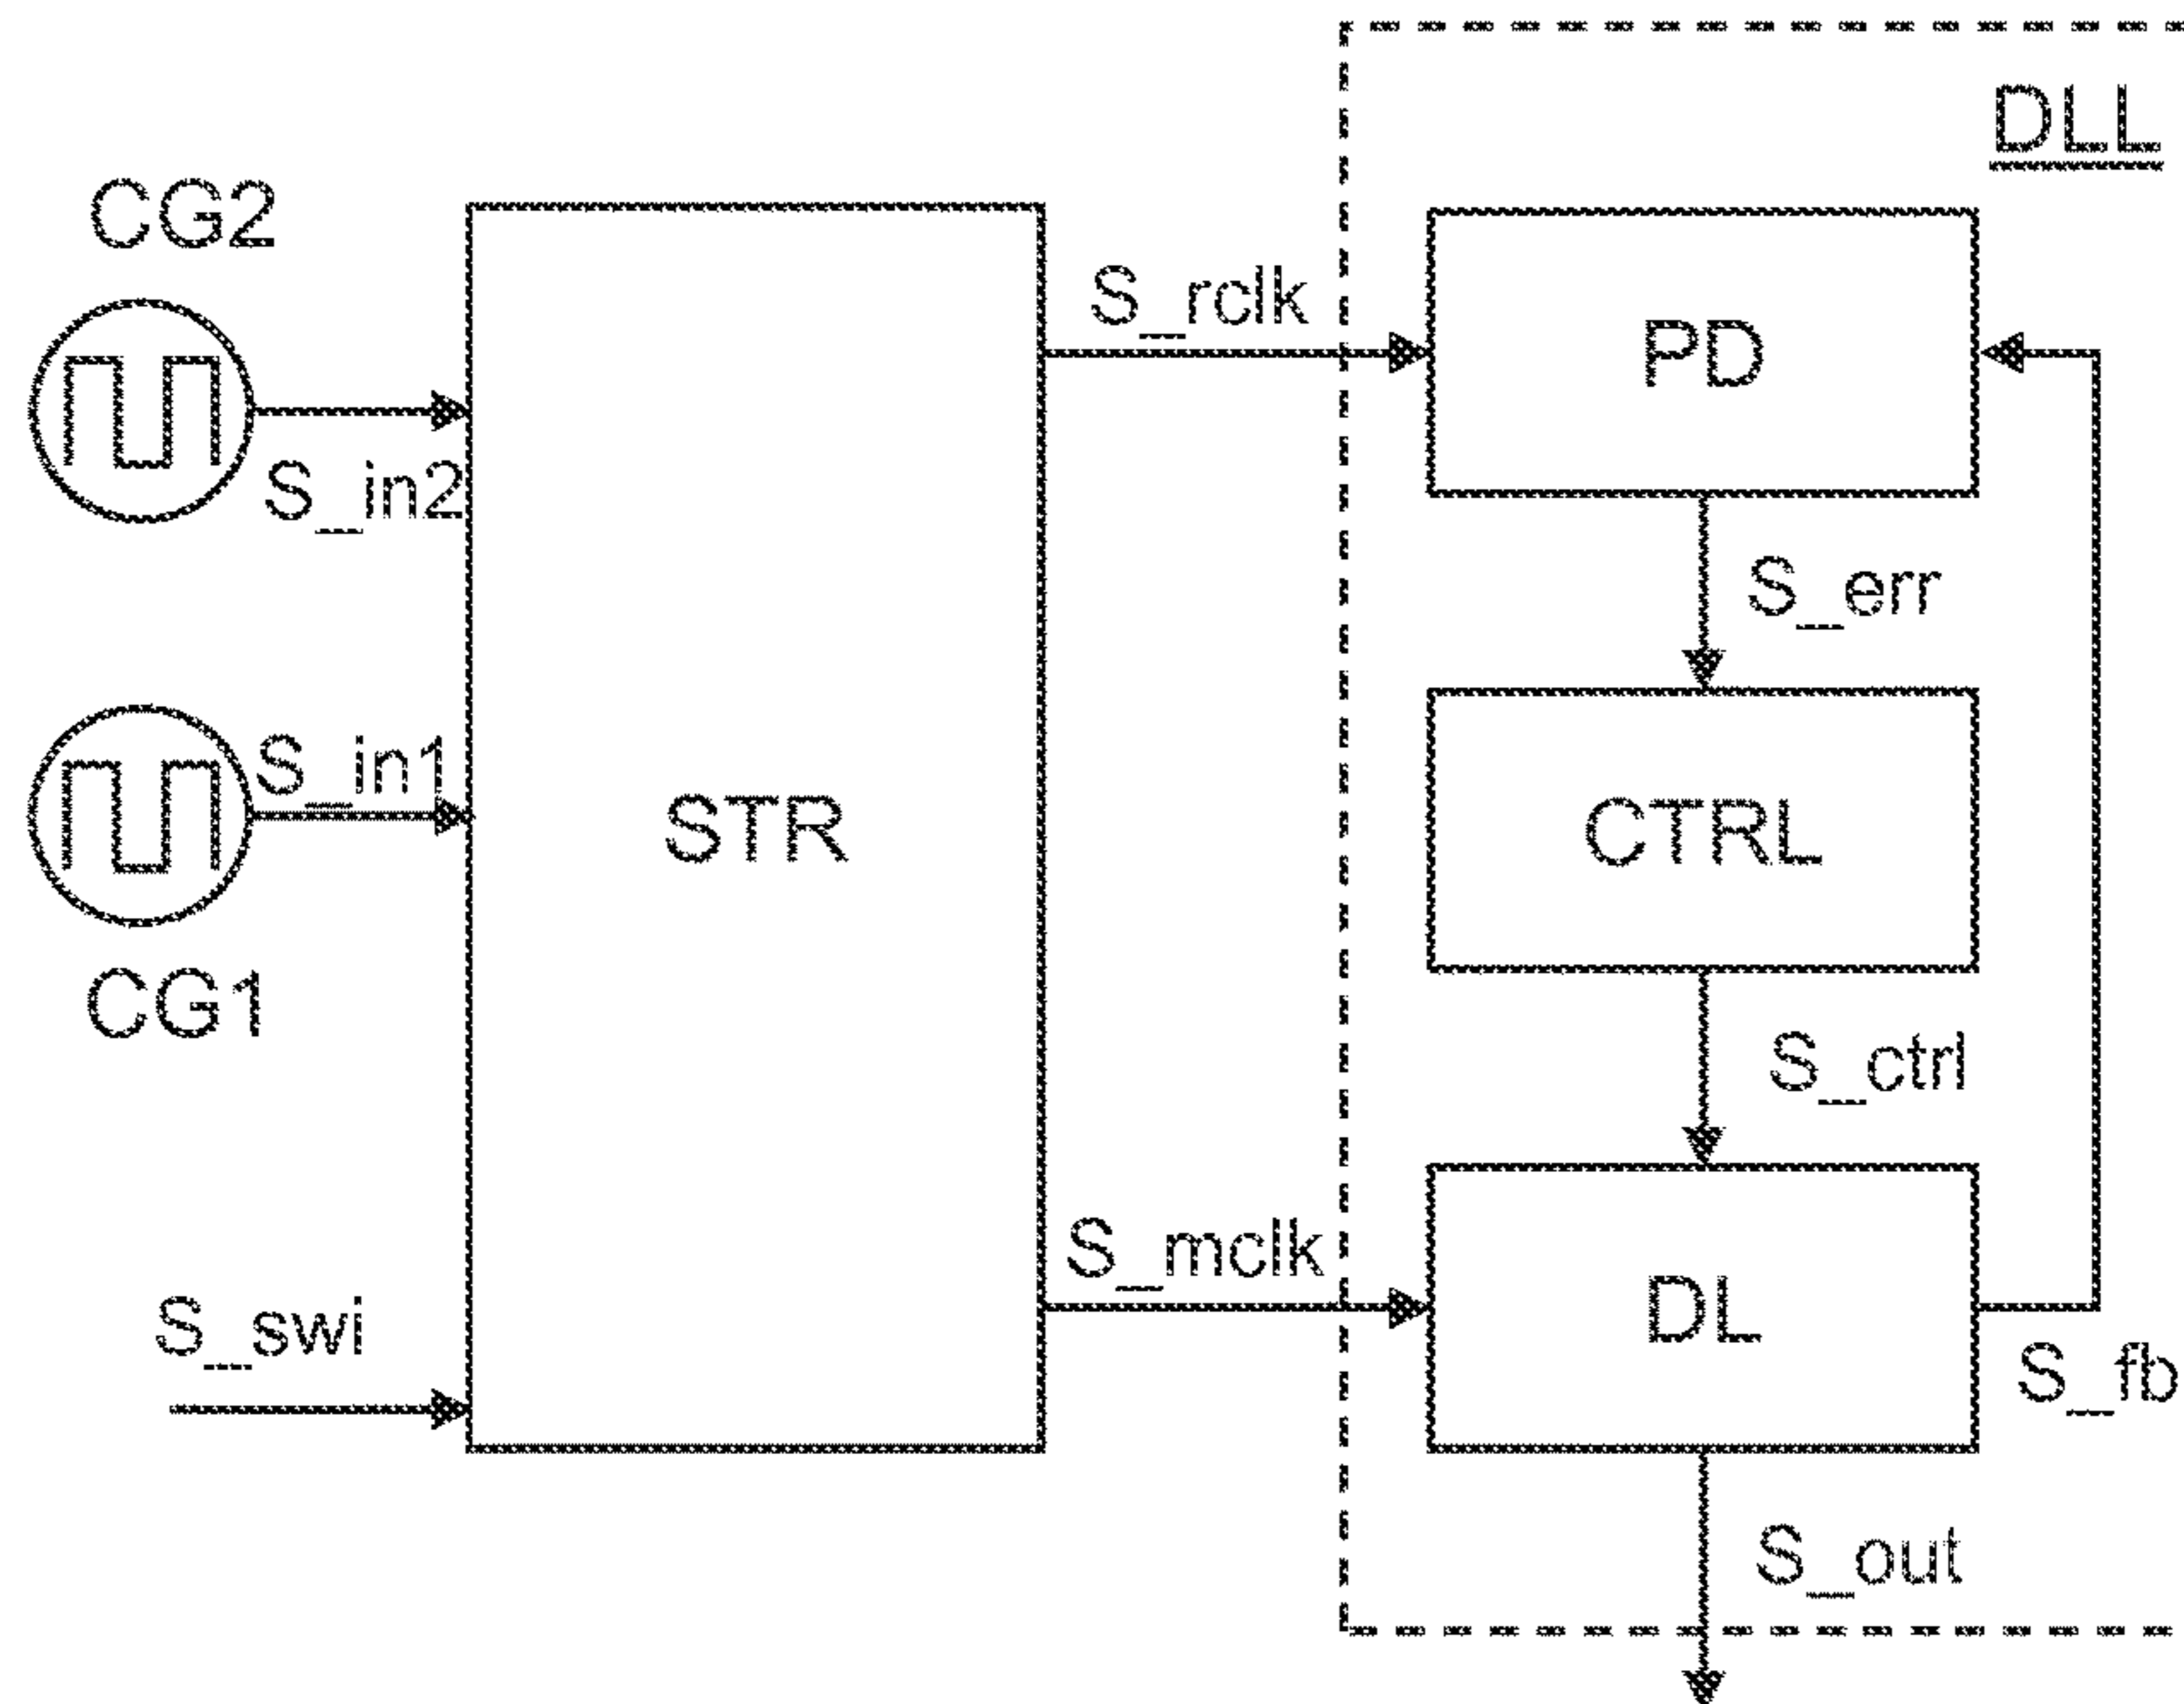 DLL
CG2
S_rclk
PD
S_in2
S_err
S_in1
STR
CTRL
CG1
S_ctrl
S_mclk
DL
S_swi
S_fb
S_out